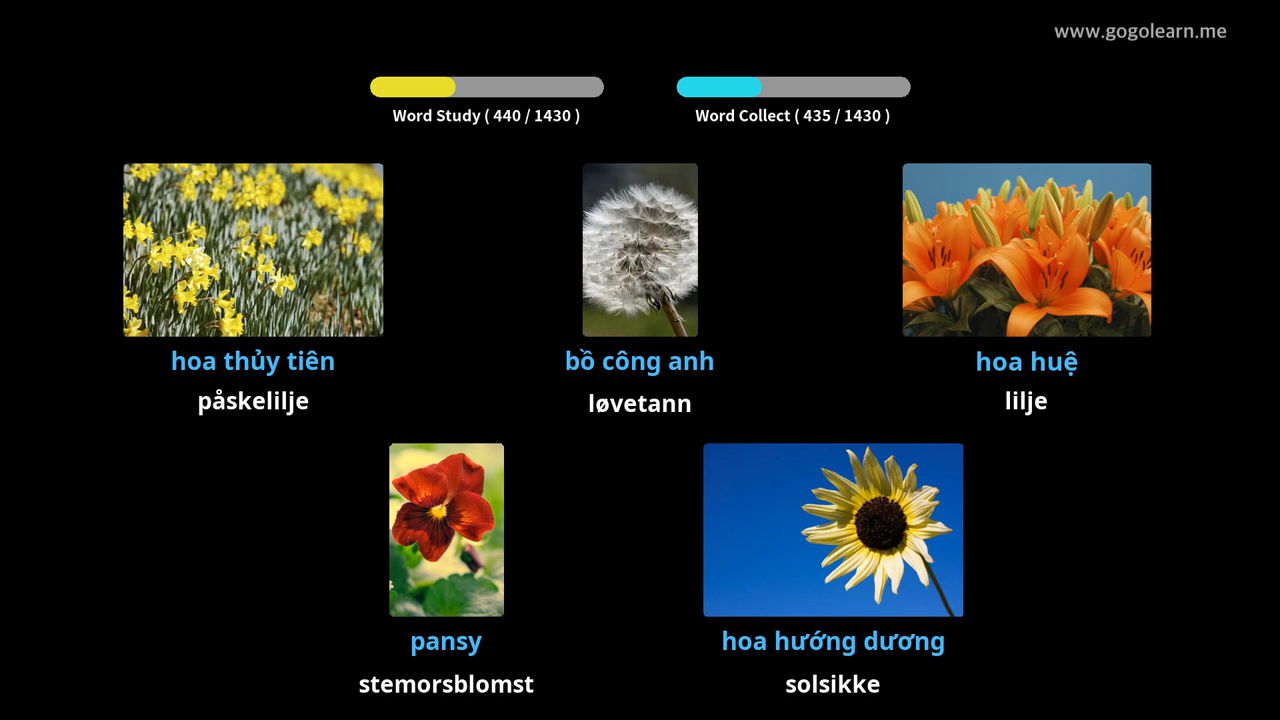 www.gogolearn.me
Word Study ( 440 / 1430 )
Word Collect ( 435 / 1430 )
hoa thủy tiên
påskelilje
bồ công anh
løvetann
hoa huệ
lilje
pansy
stemorsblomst
hoa hướng dương
solsikke